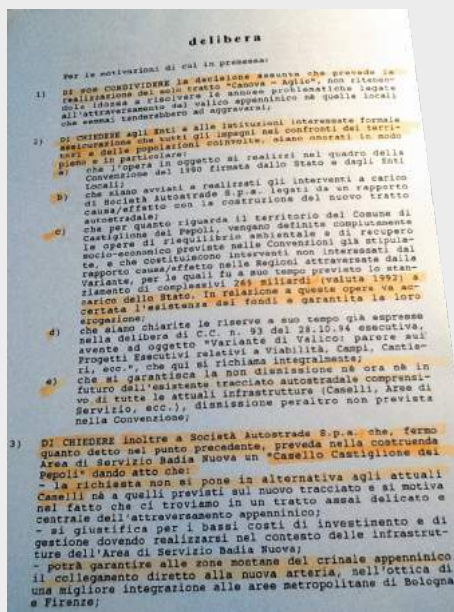 delibera
Per le motivazioni di cui in premessa:
1) DI NON CONDIVIDERE la decisione assunta che prevede la
realizzazione del solo tratto "Canova - Aglio", non ritenen-
dola idonea a risolvere le annose problematiche legate
all'attraversamento del valico appenninico nè quelle locali
che semmai tenderebbero ad aggravarsi;
2) DI CHIEDERE agli Enti e alle Istituzioni interessate formale
assicurazione che tutti gli impegni nei confronti dei terri-
tori e delle popolazioni coinvolte, siano onorati in modo
pieno e in particolare:
a) che l'opera in oggetto si realizzi nel quadro della
Convenzione del 1990 firmata dallo Stato e dagli Enti
locali;
b) che siano avviati e realizzati gli interventi a carico
di Società Autostrade S.p.a. legati da un rapporto
causa/effetto con la costruzione del nuovo tratto
autostradale;
c) che per quanto riguarda il territorio del Comune di
Castiglione dei Pepoli, vengano definite compiutamente
le opere di riequilibrio ambientale e di recupero
socio-economico previste nelle Convenzioni già stipula-
te, e che costituiscono interventi non interessati dal
rapporto causa/effetto nelle Regioni attraversate dalla
Variante, per le quali fu a suo tempo previsto lo stan-
ziamento di complessivi 265 miliardi (valuta 1992) a
carico dello Stato. In relazione a queste opere va ac-
certata l'esistenza dei fondi e garantita la loro
erogazione;
d) che siano chiarite le riserve a suo tempo già espresse
nella delibera di C.C. n. 93 del 28.10.94 esecutiva,
avente ad oggetto "Variante di Valico: parere sui
Progetti Esecutivi relativi a Viabilità, Campi, Cantie-
ri, ecc.", che qui si richiama integralmente;
e) che si garantisca la non dismissione nè ora nè in
futuro dell'esistente tracciato autostradale comprensi-
vo di tutte le attuali infrastrutture (Caselli, Aree di
Servizio, ecc.), dismissione peraltro non prevista
nella Convenzione;
3) DI CHIEDERE inoltre a Società Autostrade S.p.a. che, fermo
quanto detto nel punto precedente, preveda nella costruenda
Area di Servizio Badia Nuova un "Casello Castiglione dei
Pepoli" dando atto che:
- la richiesta non si pone in alternativa agli attuali
Caselli nè a quelli previsti sul nuovo tracciato e si motiva
nel fatto che ci troviamo in un tratto assai delicato e
centrale dell'attraversamento appenninico;
- si giustifica per i bassi costi di investimento e di
gestione dovendo realizzarsi nel contesto delle infrastrut-
ture dell'Area di Servizio Badia Nuova;
- potrà garantire alle zone montane del crinale appenninico
il collegamento diretto alla nuova arteria, nell'ottica di
una migliore integrazione alle aree metropolitane di Bologna
e Firenze;